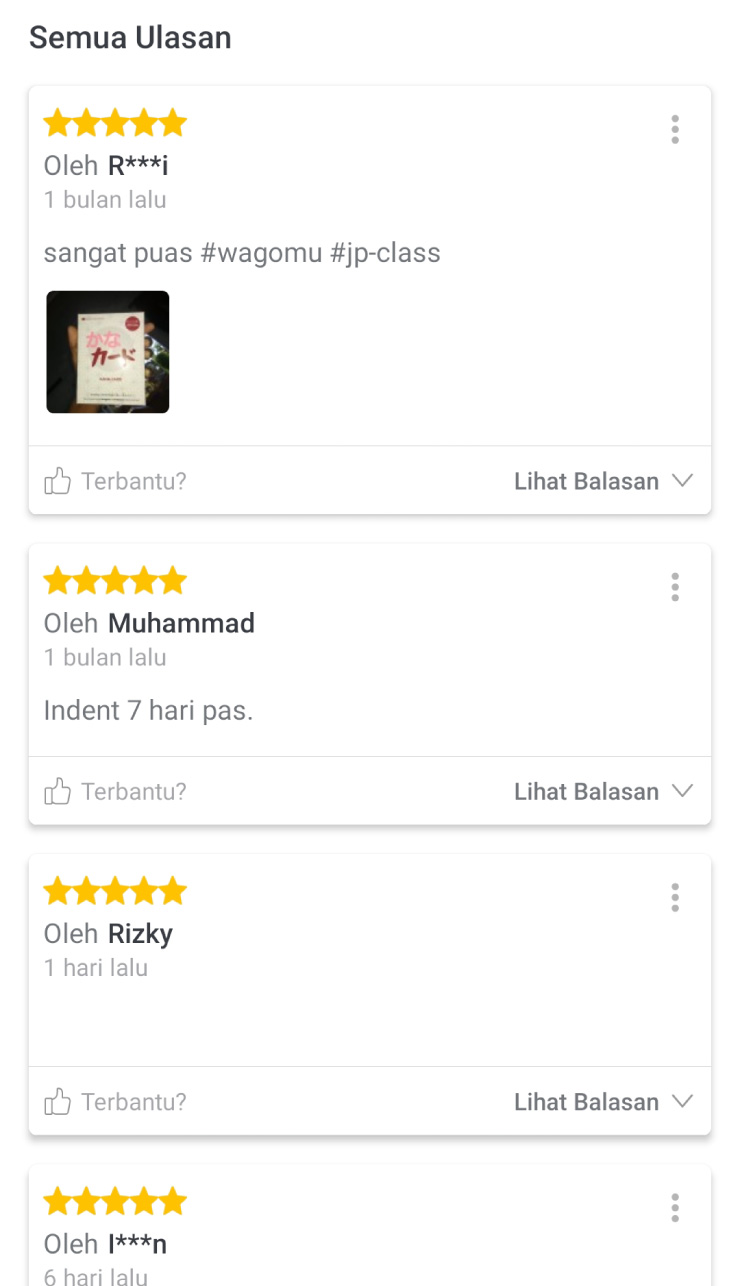 Semua Ulasan
Oleh R***i
1 bulan lalu
sangat puas #wagomu #jp-class
かな
カード
Terbantu?
Lihat Balasan
Oleh Muhammad
1 bulan lalu
Indent 7 hari pas.
Terbantu?
Lihat Balasan
Oleh Rizky
1 hari lalu
Terbantu?
Lihat Balasan
Oleh I***n
6 hari lalu